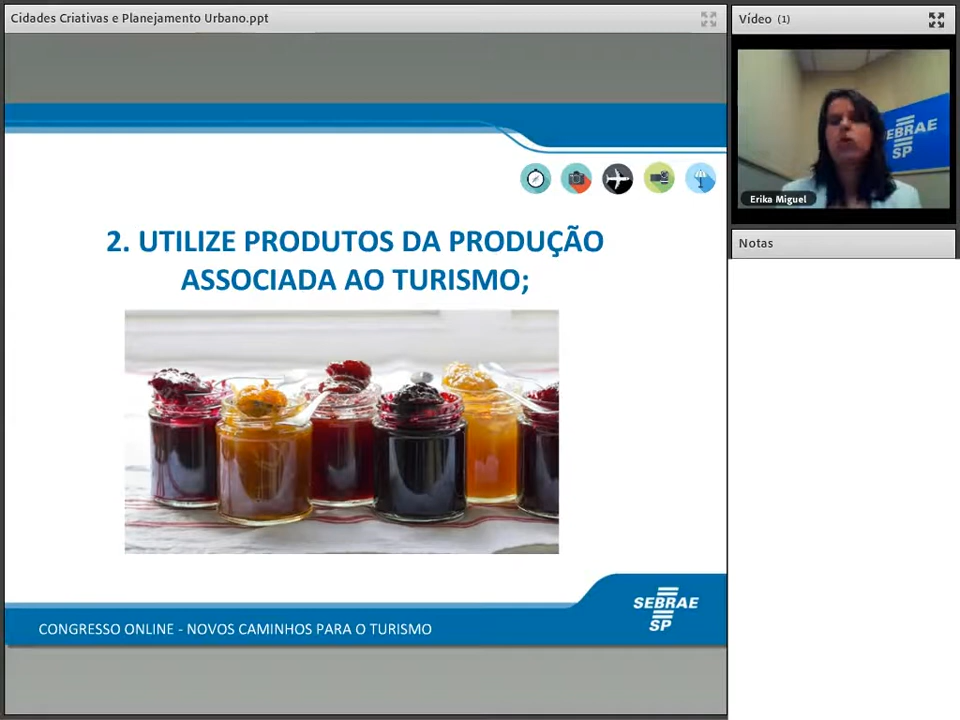 Cidades Criativas e Planejamento Urbano.ppt
2. UTILIZE PRODUTOS DA PRODUÇÃO
ASSOCIADA AO TURISMO;
CONGRESSO ONLINE - NOVOS CAMINHOS PARA O TURISMO
SEBRAE
SP
Vídeo (1)
SEBRAE
SP
Erika Miguel
Notas